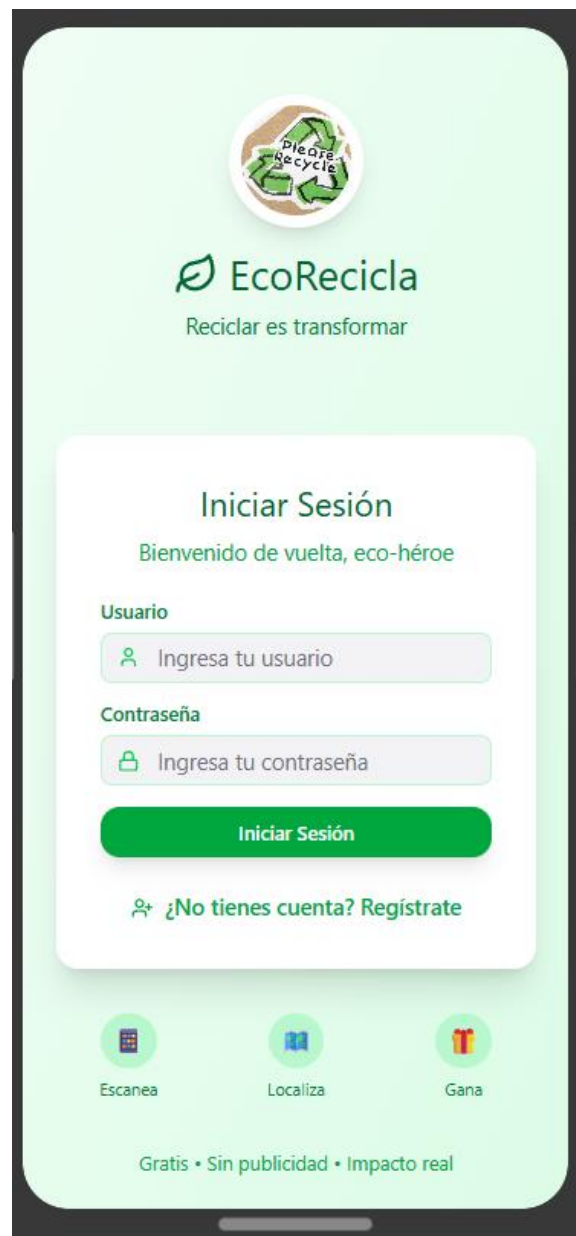 Please
Recycle
EcoRecicla
Reciclar es transformar
Iniciar Sesión
Bienvenido de vuelta, eco-héroe
Usuario
Ingresa tu usuario
Contraseña
Ingresa tu contraseña
Iniciar Sesión
¿No tienes cuenta? Regístrate
Escanea Localiza Gana
Gratis • Sin publicidad • Impacto real